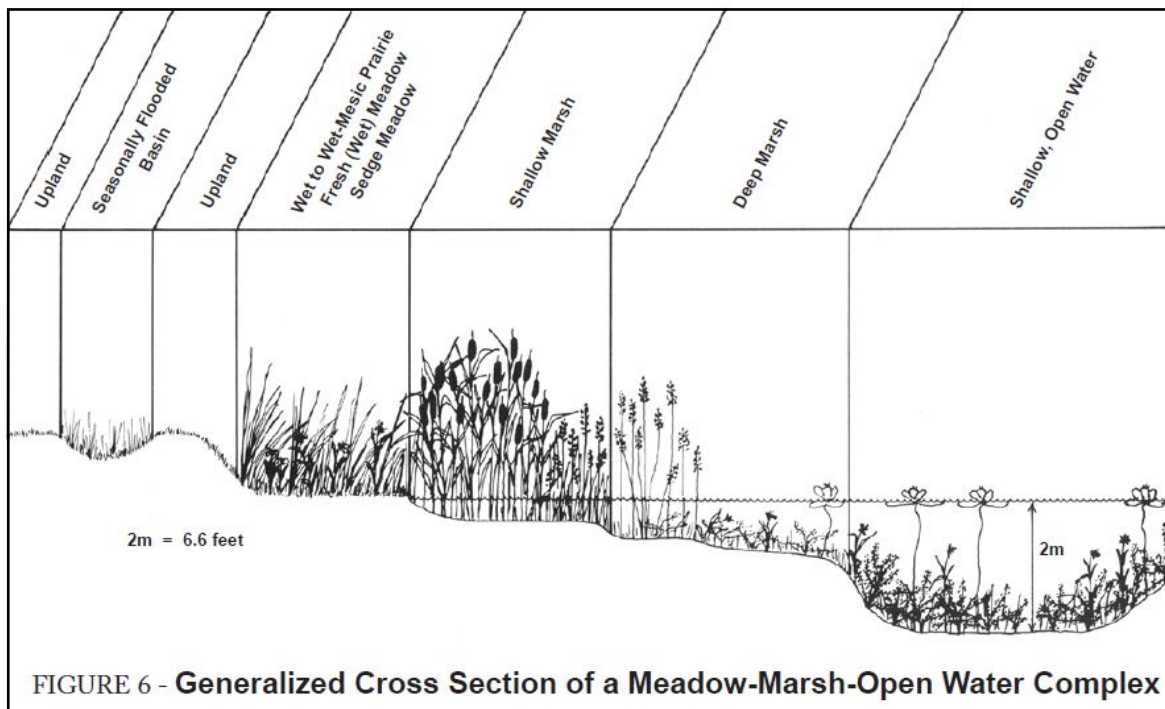 Upland
Seasonally Flooded
Basin
Upland
Wet to Wet-Mesic Prairie
Fresh (Wet) Meadow
Sedge Meadow
Shallow Marsh
Deep Marsh
Shallow, Open Water
2m = 6.6 feet
2m
FIGURE 6 - Generalized Cross Section of a Meadow-Marsh-Open Water Complex